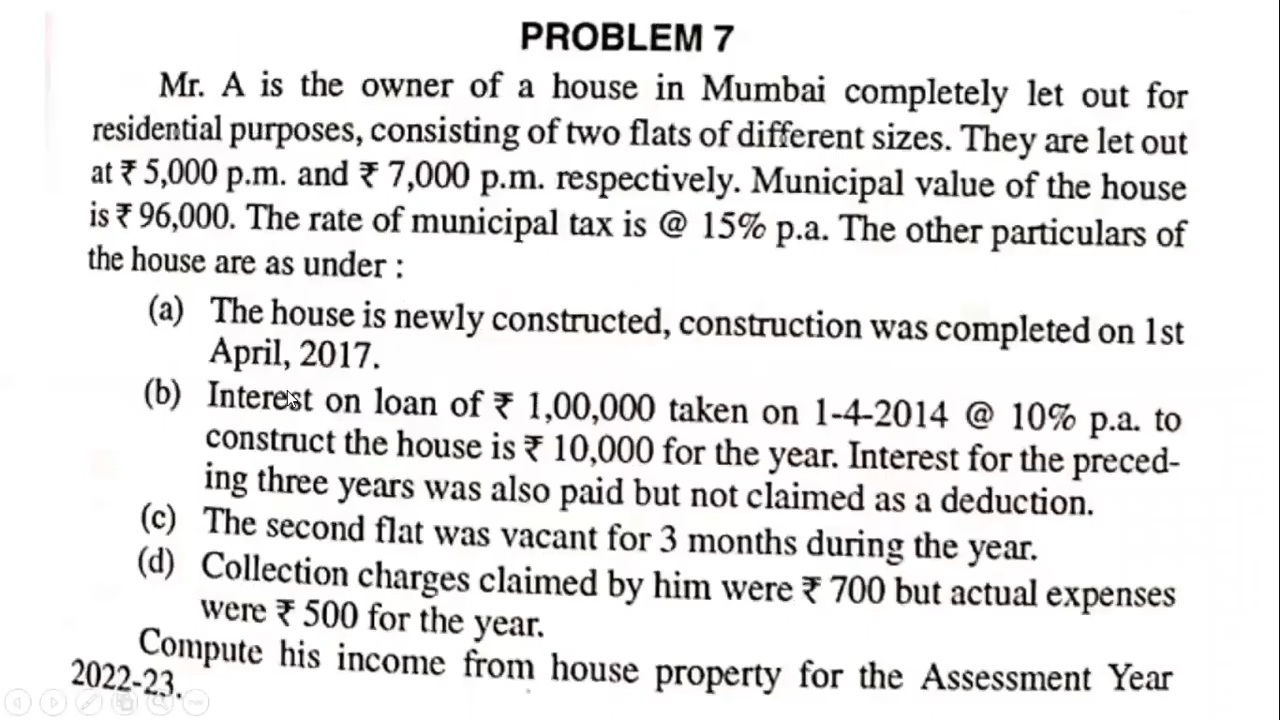 PROBLEM 7
Mr. A is the owner of a house in Mumbai completely let out for
residential purposes, consisting of two flats of different sizes. They are let out
at ₹ 5,000 p.m. and ₹ 7,000 p.m. respectively. Municipal value of the house
is ₹ 96,000. The rate of municipal tax is @ 15% p.a. The other particulars of
the house are as under :
(a) The house is newly constructed, construction was completed on 1st
April, 2017.
(b) Interest on loan of ₹ 1,00,000 taken on 1-4-2014 @ 10% p.a. to
construct the house is ₹ 10,000 for the year. Interest for the preced-
ing three years was also paid but not claimed as a deduction.
(c) The second flat was vacant for 3 months during the year.
(d) Collection charges claimed by him were ₹ 700 but actual expenses
were ₹ 500 for the year.
Compute his income from house property for the Assessment Year
2022-23.